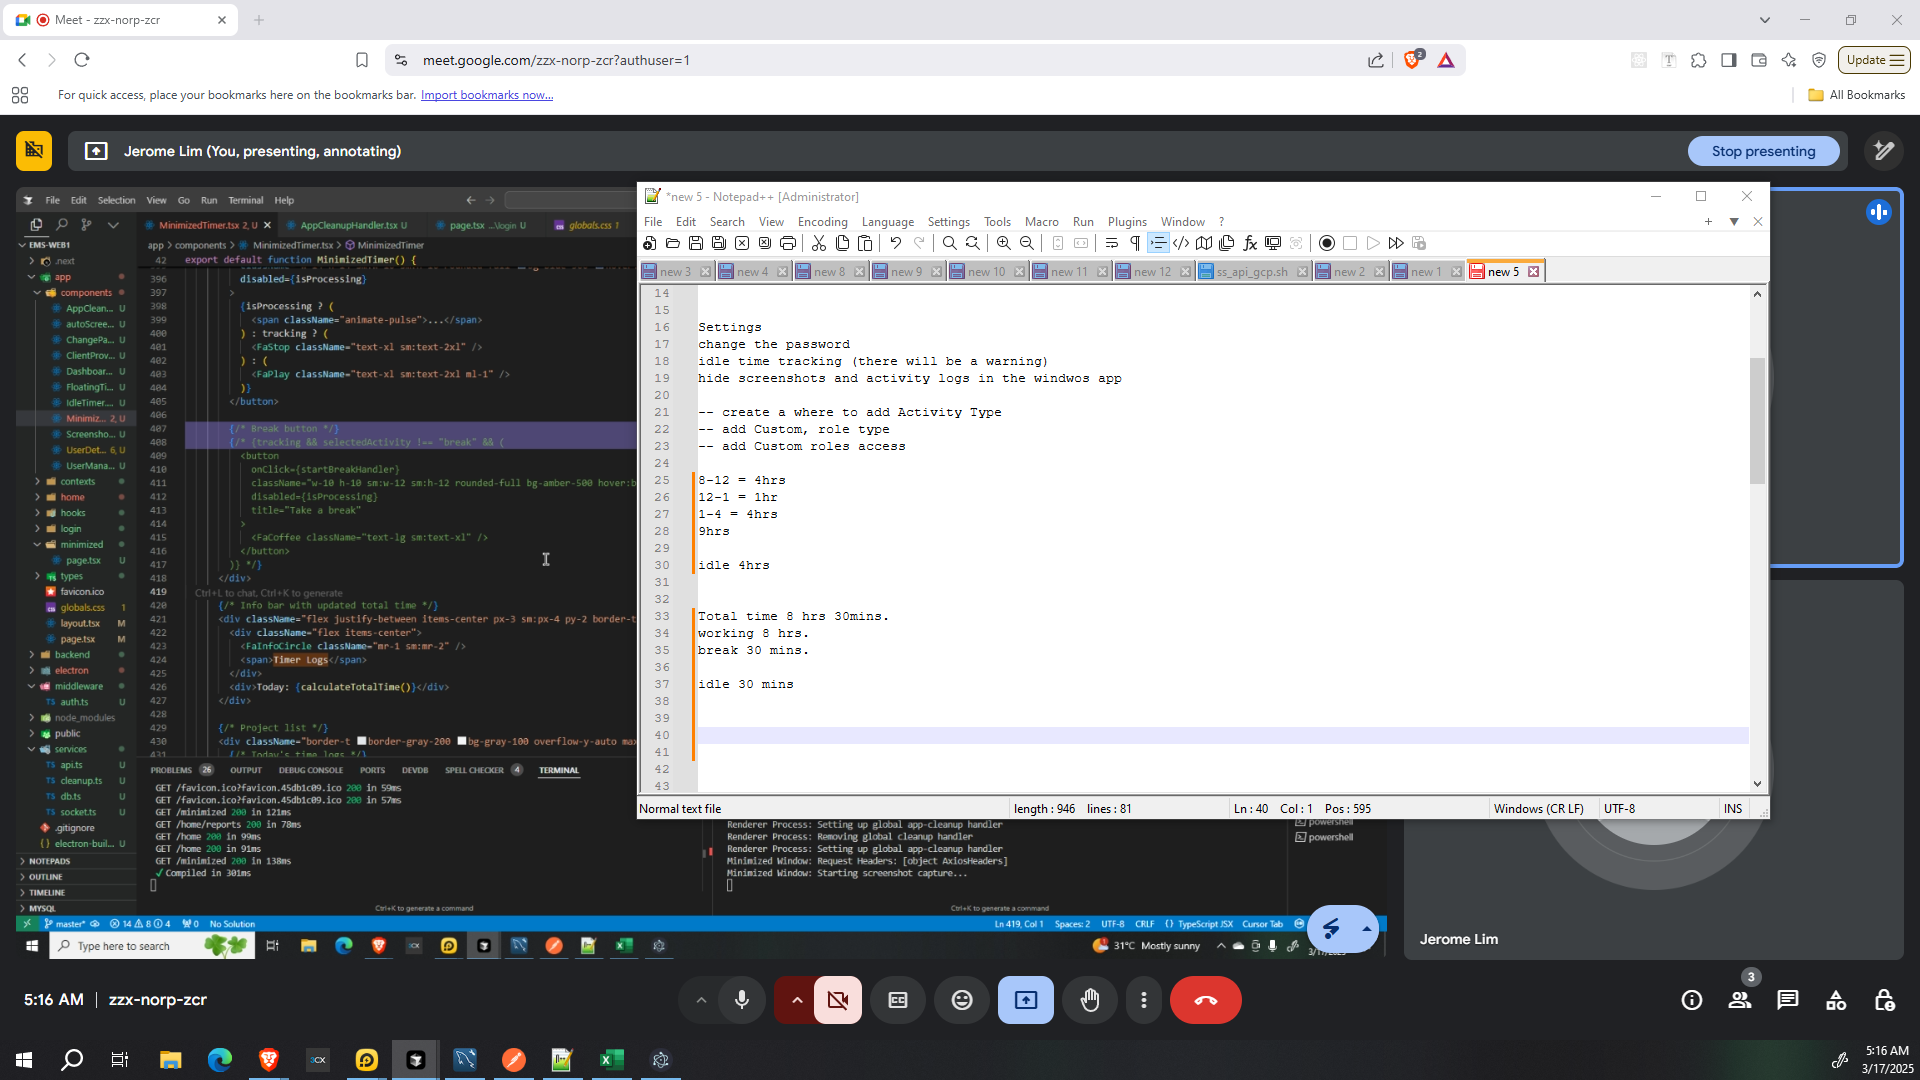 Meet - zzx-norp-zcr
meet.google.com/zzx-norp-zcr?authuser=1
2
Update
For quick access, place your bookmarks here on the bookmarks bar. Import bookmarks now...
All Bookmarks
Jerome Lim (You, presenting, annotating)
Stop presenting
File Edit Selection View Go Run Terminal Help
MinimizedTimer.tsx 2, U
AppCleanupHandler.tsx U
page.tsx ...\login U
globals.css 1
EMS-WEB1
.next
app
components
AppClean... U
autoScree... U
ChangePa... U
ClientProv... U
Dashboar... U
FloatingTi... U
IdleTimer.... U
Minimiz... 2, U
Screensho... U
UserDet... 6, U
UserMana... U
contexts
home
hooks
login
minimized
page.tsx U
types
favicon.ico
globals.css 1
layout.tsx M
page.tsx M
backend
electron
middleware
TS auth.ts U
node_modules
public
services
TS api.ts U
TS cleanup.ts U
TS db.ts U
TS socket.ts U
.gitignore
electron-buil... U
NOTEPADS
OUTLINE
TIMELINE
MYSQL
app > components > MinimizedTimer.tsx > MinimizedTimer
42 export default function MinimizedTimer() {
396 disabled={isProcessing}
397 >
398 {isProcessing ? (
399 <span className="animate-pulse">...</span>
400 ) : tracking ? (
401 <FaStop className="text-xl sm:text-2xl" />
402 ) : (
403 <FaPlay className="text-xl sm:text-2xl ml-1" />
404 )}
405 </button>
406
407 {/* Break button */}
408 {/* {tracking && selectedActivity !== "break" && (
409 <button
410 onClick={startBreakHandler}
411 className="w-10 h-10 sm:w-12 sm:h-12 rounded-full bg-amber-500 hover:b
412 disabled={isProcessing}
413 title="Take a break"
414 >
415 <FaCoffee className="text-lg sm:text-xl" />
416 </button>
417 )} */}
418 </div>
419 Ctrl+L to chat, Ctrl+K to generate
420 {/* Info bar with updated total time */}
421 <div className="flex justify-between items-center px-3 sm:px-4 py-2 border-t
422 <div className="flex items-center">
423 <FaInfoCircle className="mr-1 sm:mr-2" />
424 <span>Timer Logs</span>
425 </div>
426 <div>Today: {calculateTotalTime()}</div>
427 </div>
428
429 {/* Project list */}
430 <div className="border-t border-gray-200 bg-gray-100 overflow-y-auto max
431 {/* Today's time logs */}
PROBLEMS 26 OUTPUT DEBUG CONSOLE PORTS DEVDB SPELL CHECKER 4 TERMINAL
GET /favicon.ico?favicon.45db1c09.ico 200 in 59ms
GET /favicon.ico?favicon.45db1c09.ico 200 in 57ms
GET /minimized 200 in 121ms
GET /home/reports 200 in 78ms
GET /home 200 in 99ms
GET /home 200 in 91ms
GET /minimized 200 in 138ms
✓ Compiled in 301ms
Ctrl+K to generate a command
Renderer Process: Setting up global app-cleanup handler
Renderer Process: Removing global cleanup handler
Renderer Process: Setting up global app-cleanup handler
Minimized Window: Request Headers: [object AxiosHeaders]
Minimized Window: Starting screenshot capture...
Ctrl+K to generate a command
powershell
powershell
master* 14 8 4 0 No Solution
Ln 419, Col 1 Spaces: 2 UTF-8 CRLF {} TypeScript JSX Cursor Tab
Type here to search
31°C Mostly sunny
*new 5 - Notepad++ [Administrator]
File Edit Search View Encoding Language Settings Tools Macro Run Plugins Window ?
new 3 new 4 new 8 new 9 new 10 new 11 new 12 ss_api_gcp.sh new 2 new 1 new 5
14
15
16 Settings
17 change the password
18 idle time tracking (there will be a warning)
19 hide screenshots and activity logs in the windwos app
20
21 -- create a where to add Activity Type
22 -- add Custom, role type
23 -- add Custom roles access
24
25 8-12 = 4hrs
26 12-1 = 1hr
27 1-4 = 4hrs
28 9hrs
29
30 idle 4hrs
31
32
33 Total time 8 hrs 30mins.
34 working 8 hrs.
35 break 30 mins.
36
37 idle 30 mins
38
39
40
41
42
43
Normal text file length : 946 lines : 81 Ln : 40 Col : 1 Pos : 595 Windows (CR LF) UTF-8 INS
Jerome Lim
5:16 AM | zzx-norp-zcr
3
5:16 AM
3/17/2025